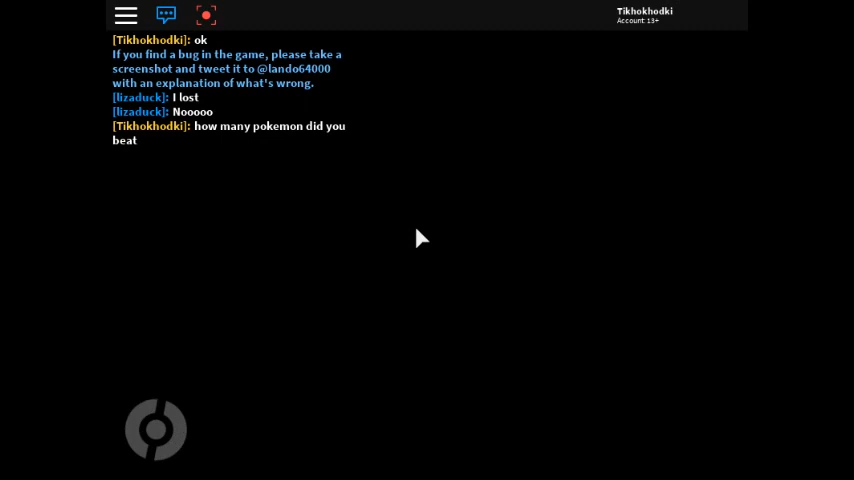 Tikhokhodki
Account: 13+
[Tikhokhodki]: ok
If you find a bug in the game, please take a
screenshot and tweet it to @lando64000
with an explanation of what's wrong.
[lizaduck]: I lost
[lizaduck]: Nooooo
[Tikhokhodki]: how many pokemon did you
beat